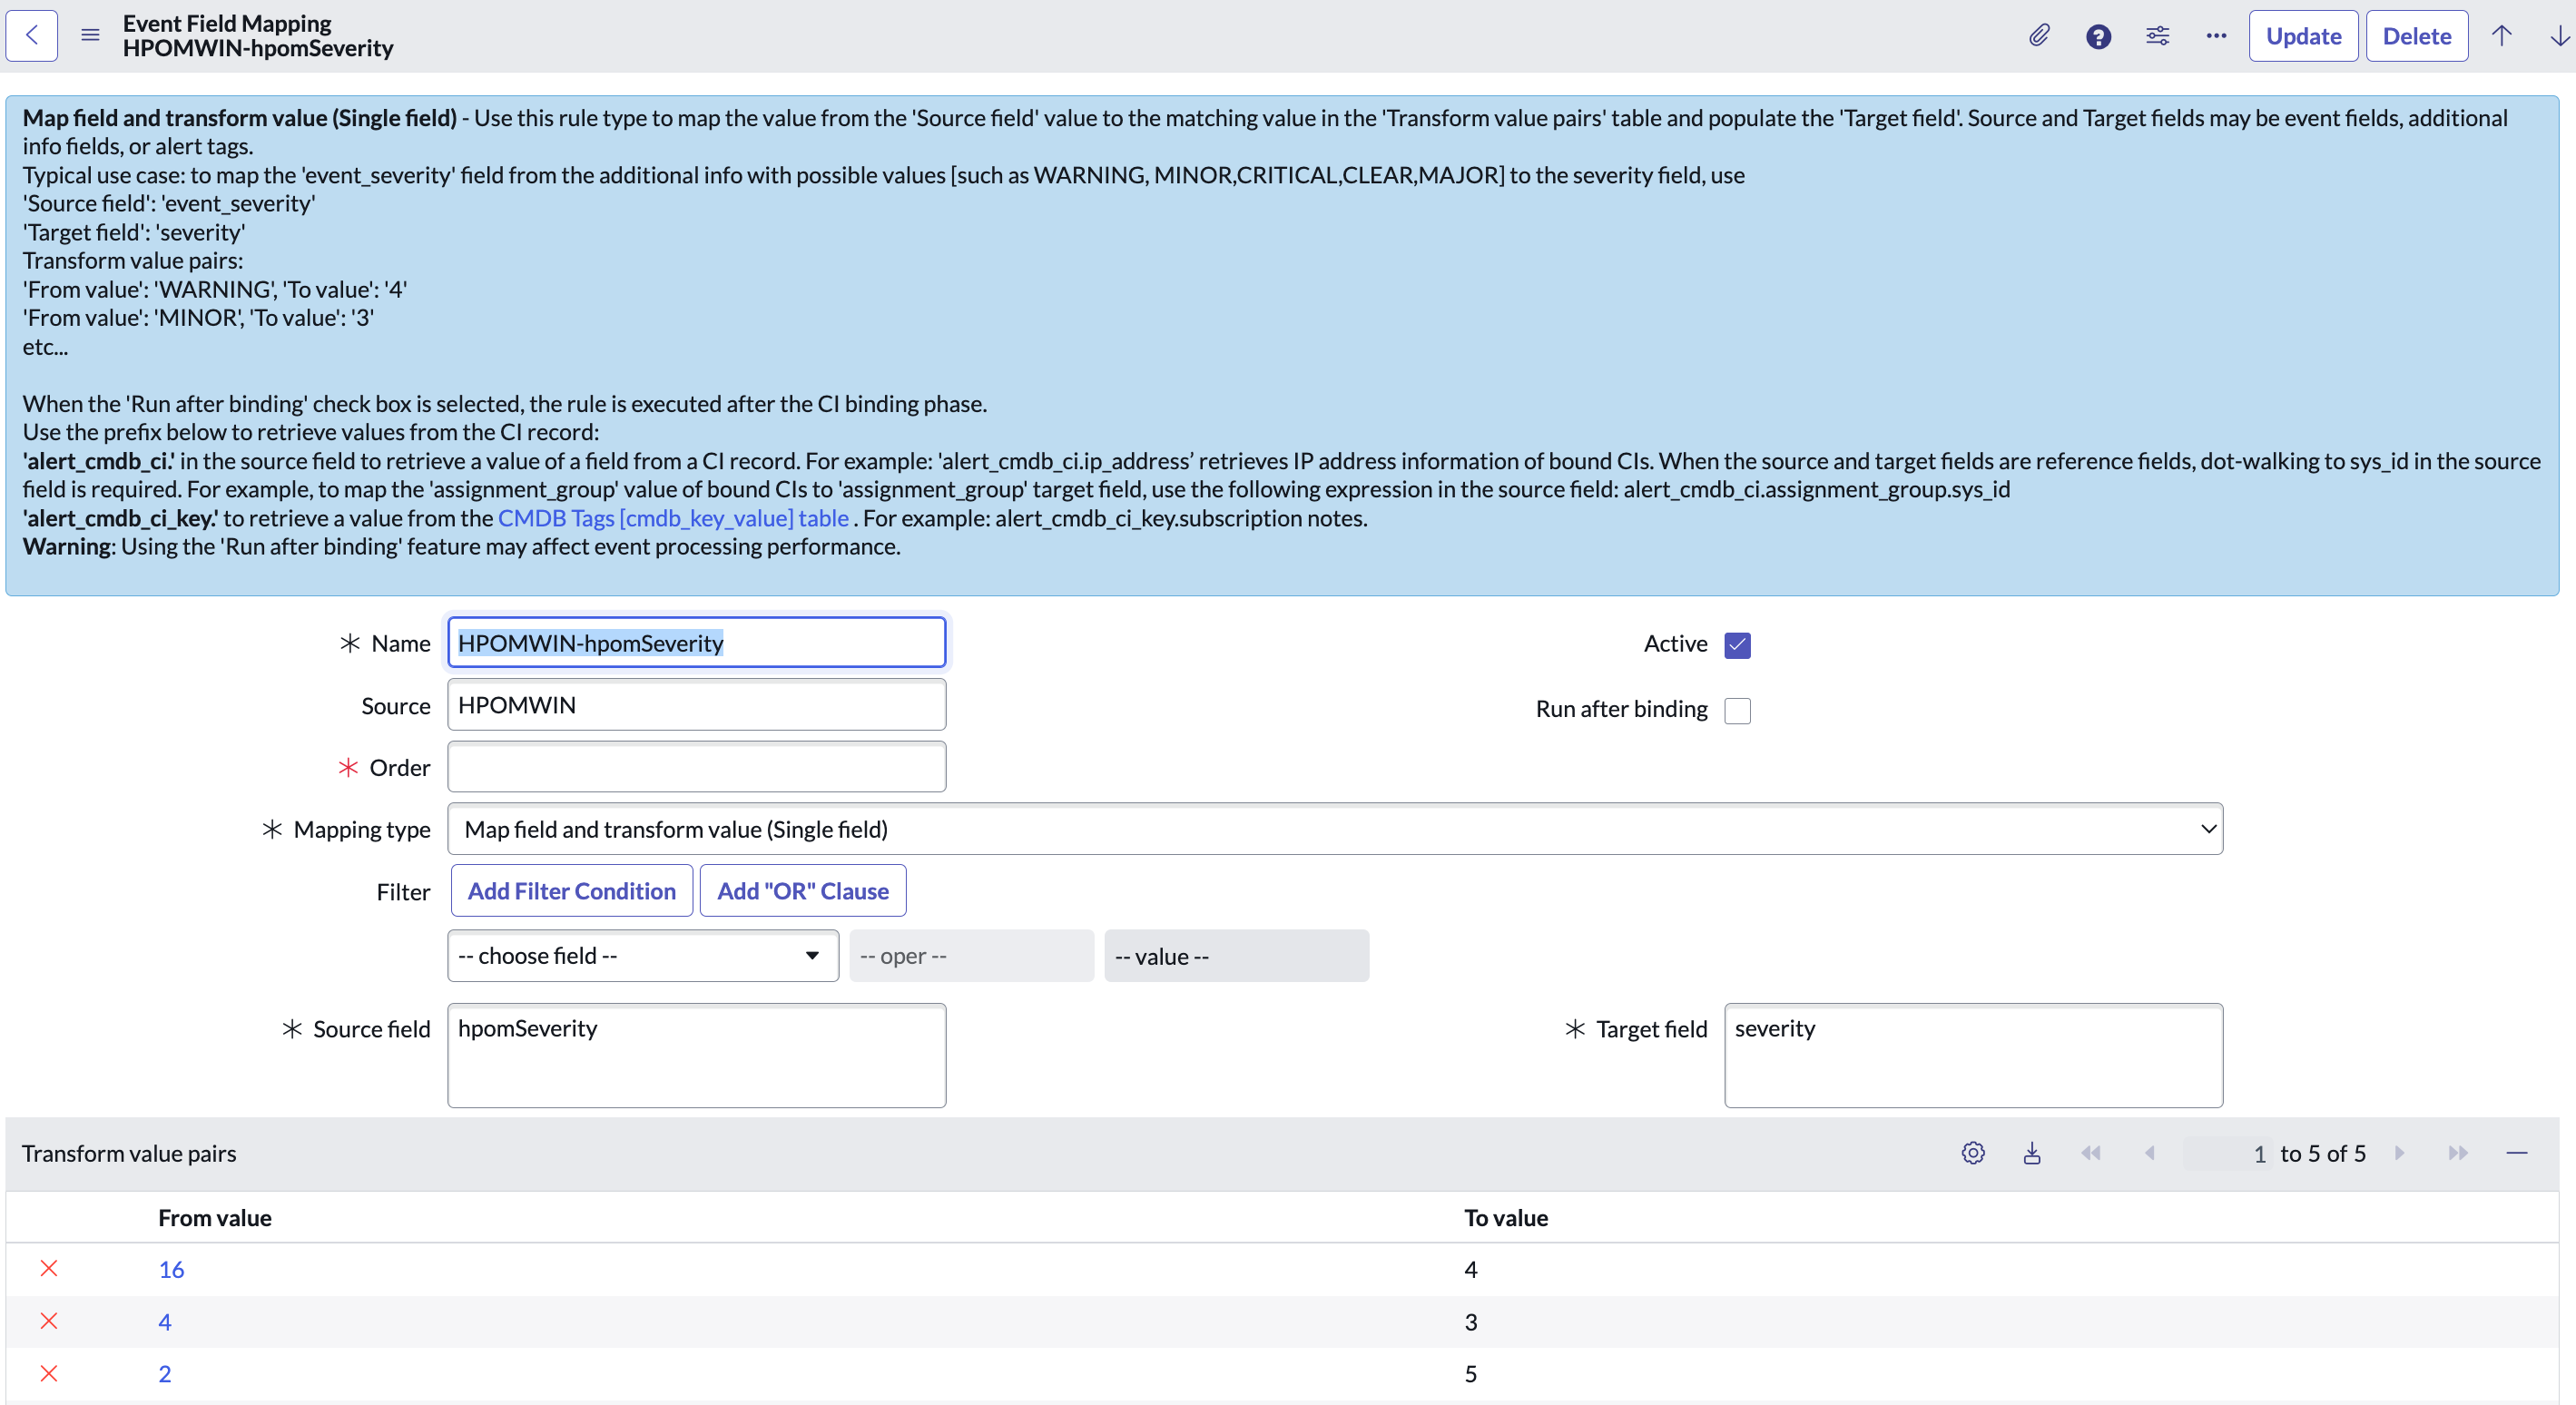 Event Field Mapping
HPOMWIN-hpomSeverity
Update
Delete
Map field and transform value (Single field) - Use this rule type to map the value from the 'Source field' value to the matching value in the 'Transform value pairs' table and populate the 'Target field'. Source and Target fields may be event fields, additional
info fields, or alert tags.
Typical use case: to map the 'event_severity' field from the additional info with possible values [such as WARNING, MINOR,CRITICAL,CLEAR,MAJOR] to the severity field, use
'Source field': 'event_severity'
'Target field': 'severity'
Transform value pairs:
'From value': 'WARNING', 'To value': '4'
'From value': 'MINOR', 'To value': '3'
etc...
When the 'Run after binding' check box is selected, the rule is executed after the CI binding phase.
Use the prefix below to retrieve values from the CI record:
'alert_cmdb_ci.' in the source field to retrieve a value of a field from a CI record. For example: 'alert_cmdb_ci.ip_address’ retrieves IP address information of bound CIs. When the source and target fields are reference fields, dot-walking to sys_id in the source
field is required. For example, to map the 'assignment_group' value of bound CIs to 'assignment_group' target field, use the following expression in the source field: alert_cmdb_ci.assignment_group.sys_id
'alert_cmdb_ci_key.' to retrieve a value from the CMDB Tags [cmdb_key_value] table . For example: alert_cmdb_ci_key.subscription notes.
Warning: Using the 'Run after binding' feature may affect event processing performance.
Name
HPOMWIN-hpomSeverity
Active
Source
HPOMWIN
Run after binding
Order
Mapping type
Map field and transform value (Single field)
Filter
Add Filter Condition
Add "OR" Clause
-- choose field --
-- oper --
-- value --
Source field
hpomSeverity
Target field
severity
Transform value pairs
1 to 5 of 5
From value
To value
16
4
4
3
2
5